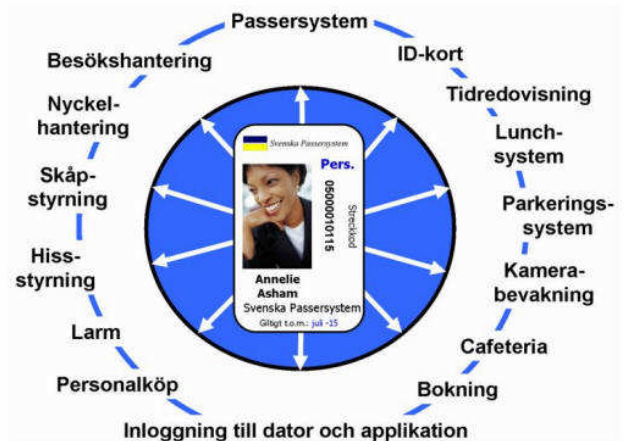 Passersystem
ID-kort
Tidredovisning
Lunch-
system
Parkerings-
system
Kamera-
bevakning
Cafeteria
Bokning
Inloggning till dator och applikation
Personalköp
Larm
Hiss-
styrning
Skåp-
styrning
Nyckel-
hantering
Besökshantering
Svenska Passersystem
Pers.
05000010115
Streckkod
Annelie
Asham
Svenska Passersystem
Giltigt t.o.m.: juli -15